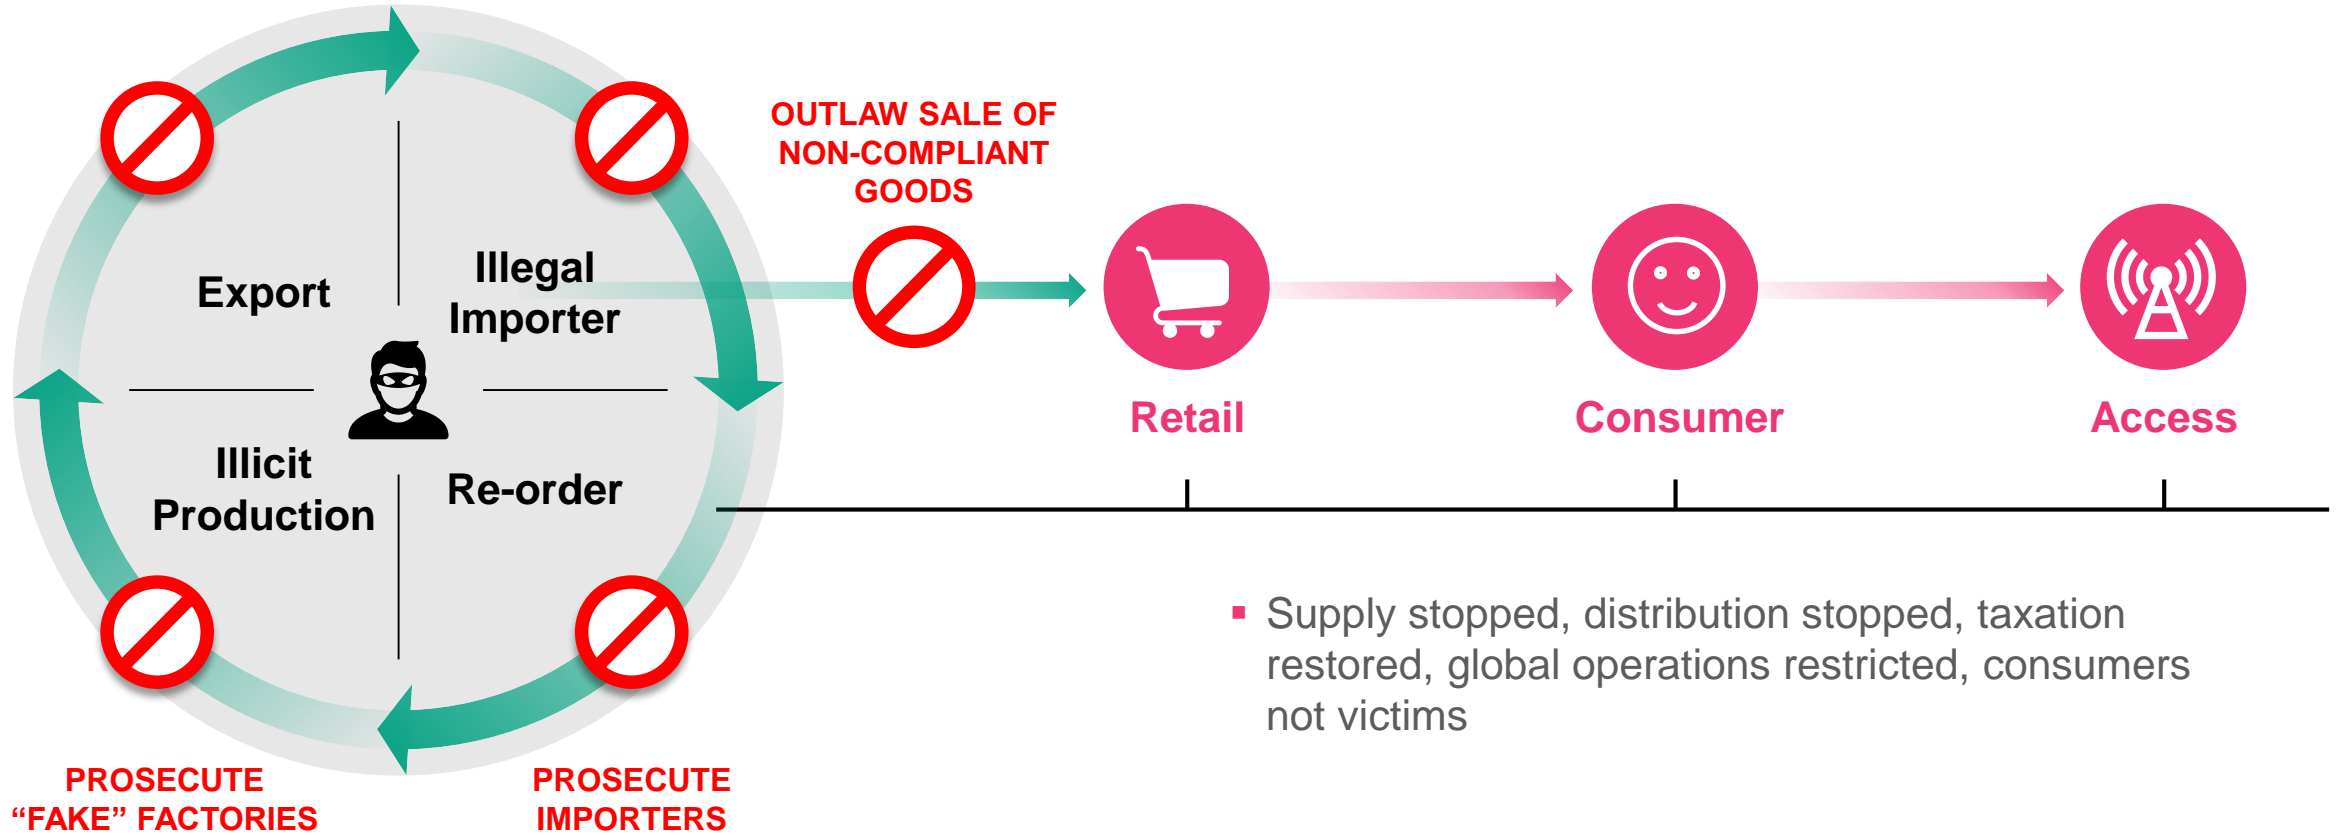 OUTLAW SALE OF
NON-COMPLIANT
GOODS
Export
Illegal
Importer
Illicit
Production
Re-order
Retail
Consumer
Access
Supply stopped, distribution stopped, taxation
restored, global operations restricted, consumers
not victims
PROSECUTE
“FAKE” FACTORIES
PROSECUTE
IMPORTERS